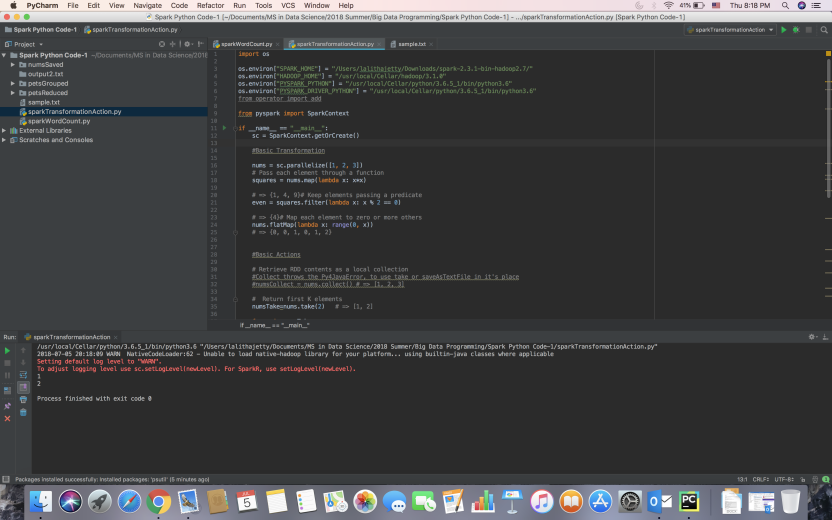 PyCharm File Edit View Navigate Code Refactor Run Tools VCS Window Help 41% Thu 8:18 PM
Spark Python Code-1 [~/Documents/MS in Data Science/2018 Summer/Big Data Programming/Spark Python Code-1] - .../sparkTransformationAction.py [Spark Python Code-1]
Spark Python Code-1 sparkTransformationAction.py sparkTransformationAction
Project sparkWordCount.py sparkTransformationAction.py sample.txt
Spark Python Code-1 ~/Documents/MS in Data Science/2018
numsSaved
output2.txt
petsGrouped
petsReduced
sample.txt
sparkTransformationAction.py
sparkWordCount.py
External Libraries
Scratches and Consoles
import os
os.environ["SPARK_HOME"] = "/Users/lalithajetty/Downloads/spark-2.3.1-bin-hadoop2.7/"
os.environ["HADOOP_HOME"] = "/usr/local/Cellar/hadoop/3.1.0"
os.environ["PYSPARK_PYTHON"] = "/usr/local/Cellar/python/3.6.5_1/bin/python3.6"
os.environ["PYSPARK_DRIVER_PYTHON"] = "/usr/local/Cellar/python/3.6.5_1/bin/python3.6"
from operator import add
from pyspark import SparkContext
if __name__ == "__main__":
sc = SparkContext.getOrCreate()
#Basic Transformation
nums = sc.parallelize([1, 2, 3])
# Pass each element through a function
squares = nums.map(lambda x: x*x)
# => {1, 4, 9}# Keep elements passing a predicate
even = squares.filter(lambda x: x % 2 == 0)
# => {4}# Map each element to zero or more others
nums.flatMap(lambda x: range(0, x))
# => {0, 0, 1, 0, 1, 2}
#Basic Actions
# Retrieve RDD contents as a local collection
#Collect throws the Py4JavaError, to use take or saveAsTextFile in it's place
#numsCollect = nums.collect() # => [1, 2, 3]
# Return first K elements
numsTake=nums.take(2) # => [1, 2]
if __name__ == "__main__"
Run: sparkTransformationAction
/usr/local/Cellar/python/3.6.5_1/bin/python3.6 "/Users/lalithajetty/Documents/MS in Data Science/2018 Summer/Big Data Programming/Spark Python Code-1/sparkTransformationAction.py"
2018-07-05 20:18:09 WARN NativeCodeLoader:62 - Unable to load native-hadoop library for your platform... using builtin-java classes where applicable
Setting default log level to "WARN".
To adjust logging level use sc.setLogLevel(newLevel). For SparkR, use setLogLevel(newLevel).
1
2
Process finished with exit code 0
Packages installed successfully: Installed packages: 'psutil' (5 minutes ago) 13:1 CRLF÷ UTF-8÷